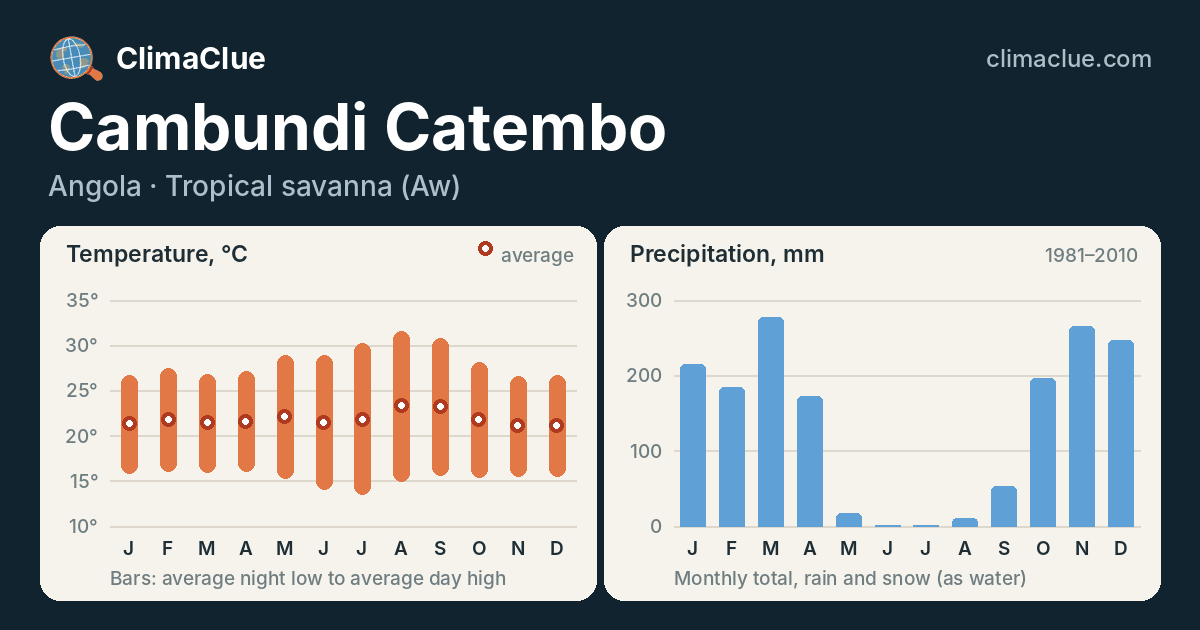 ClimaClue
climaclue.com
Cambundi Catembo
Angola · Tropical savanna (Aw)
Temperature, °C
average
35°
30°
25°
20°
15°
10°
J F M A M J J A S O N D
Bars: average night low to average day high
Precipitation, mm
1981–2010
300
200
100
0
J F M A M J J A S O N D
Monthly total, rain and snow (as water)